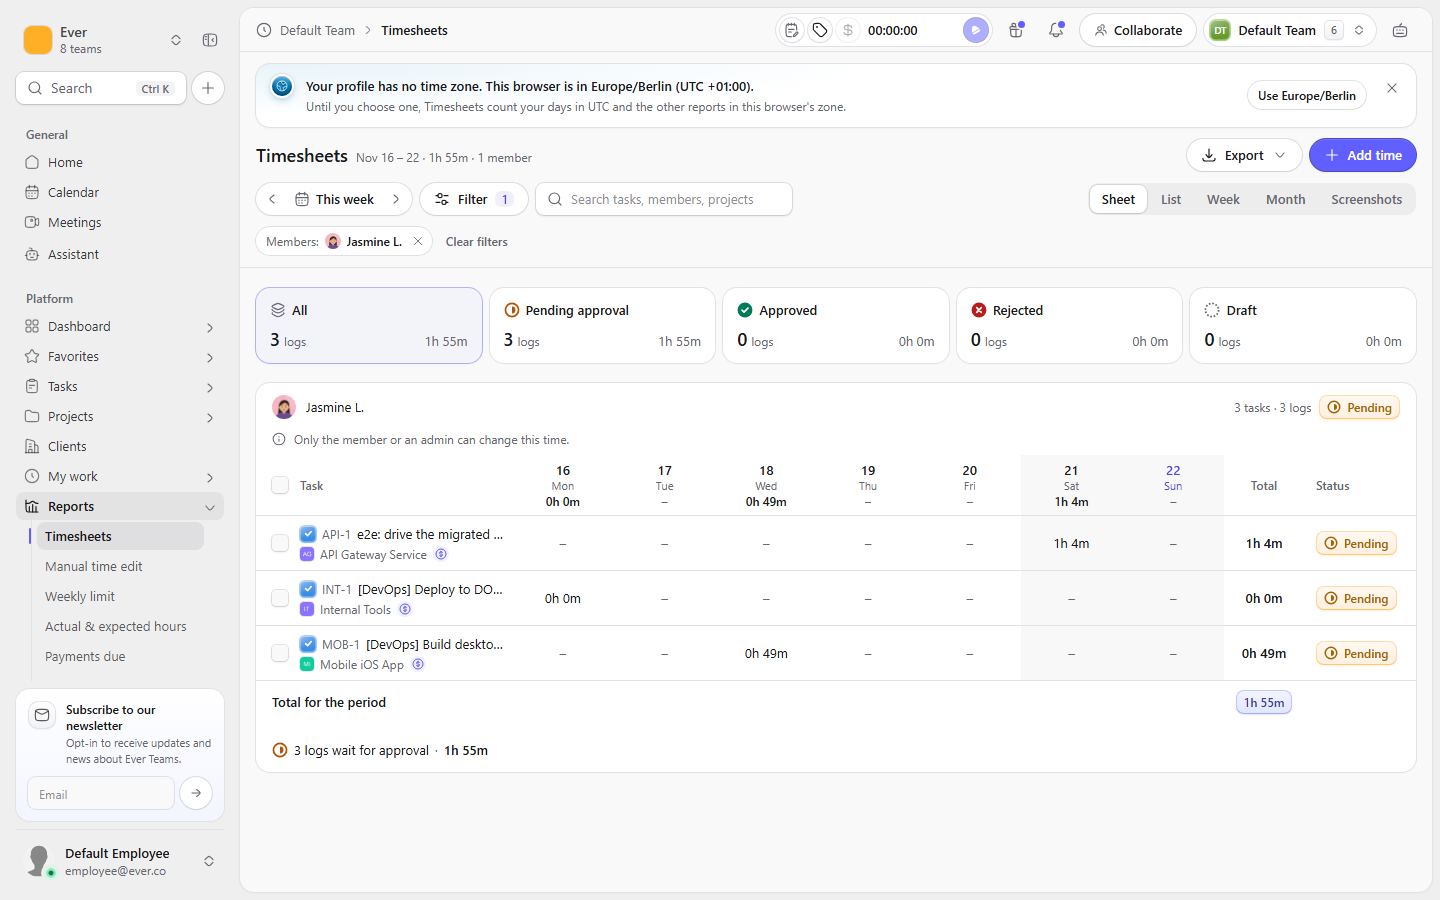 Ever
8 teams
Search
Ctrl K
General
Home
Calendar
Meetings
Assistant
Platform
Dashboard
Favorites
Tasks
Projects
Clients
My work
Reports
Timesheets
Manual time edit
Weekly limit
Actual & expected hours
Payments due
Subscribe to our newsletter
Opt-in to receive updates and news about Ever Teams.
Email
Default Employee
employee@ever.co
Default Team
Timesheets
00:00:00
Collaborate
DT
Default Team
6
Your profile has no time zone. This browser is in Europe/Berlin (UTC +01:00).
Until you choose one, Timesheets count your days in UTC and the other reports in this browser's zone.
Use Europe/Berlin
Timesheets
Nov 16 – 22 · 1h 55m · 1 member
Export
Add time
This week
Filter
1
Search tasks, members, projects
Sheet
List
Week
Month
Screenshots
Members:
Jasmine L.
Clear filters
All
3 logs
1h 55m
Pending approval
3 logs
1h 55m
Approved
0 logs
0h 0m
Rejected
0 logs
0h 0m
Draft
0 logs
0h 0m
Jasmine L.
3 tasks · 3 logs
Pending
Only the member or an admin can change this time.
Task
16
Mon
0h 0m
17
Tue
–
18
Wed
0h 49m
19
Thu
–
20
Fri
–
21
Sat
1h 4m
22
Sun
–
Total
Status
API-1 e2e: drive the migrated ...
AG
API Gateway Service
–
–
–
–
–
1h 4m
–
1h 4m
Pending
INT-1 [DevOps] Deploy to DO...
IT
Internal Tools
0h 0m
–
–
–
–
–
–
0h 0m
Pending
MOB-1 [DevOps] Build deskto...
MI
Mobile iOS App
–
–
0h 49m
–
–
–
–
0h 49m
Pending
Total for the period
1h 55m
3 logs wait for approval · 1h 55m